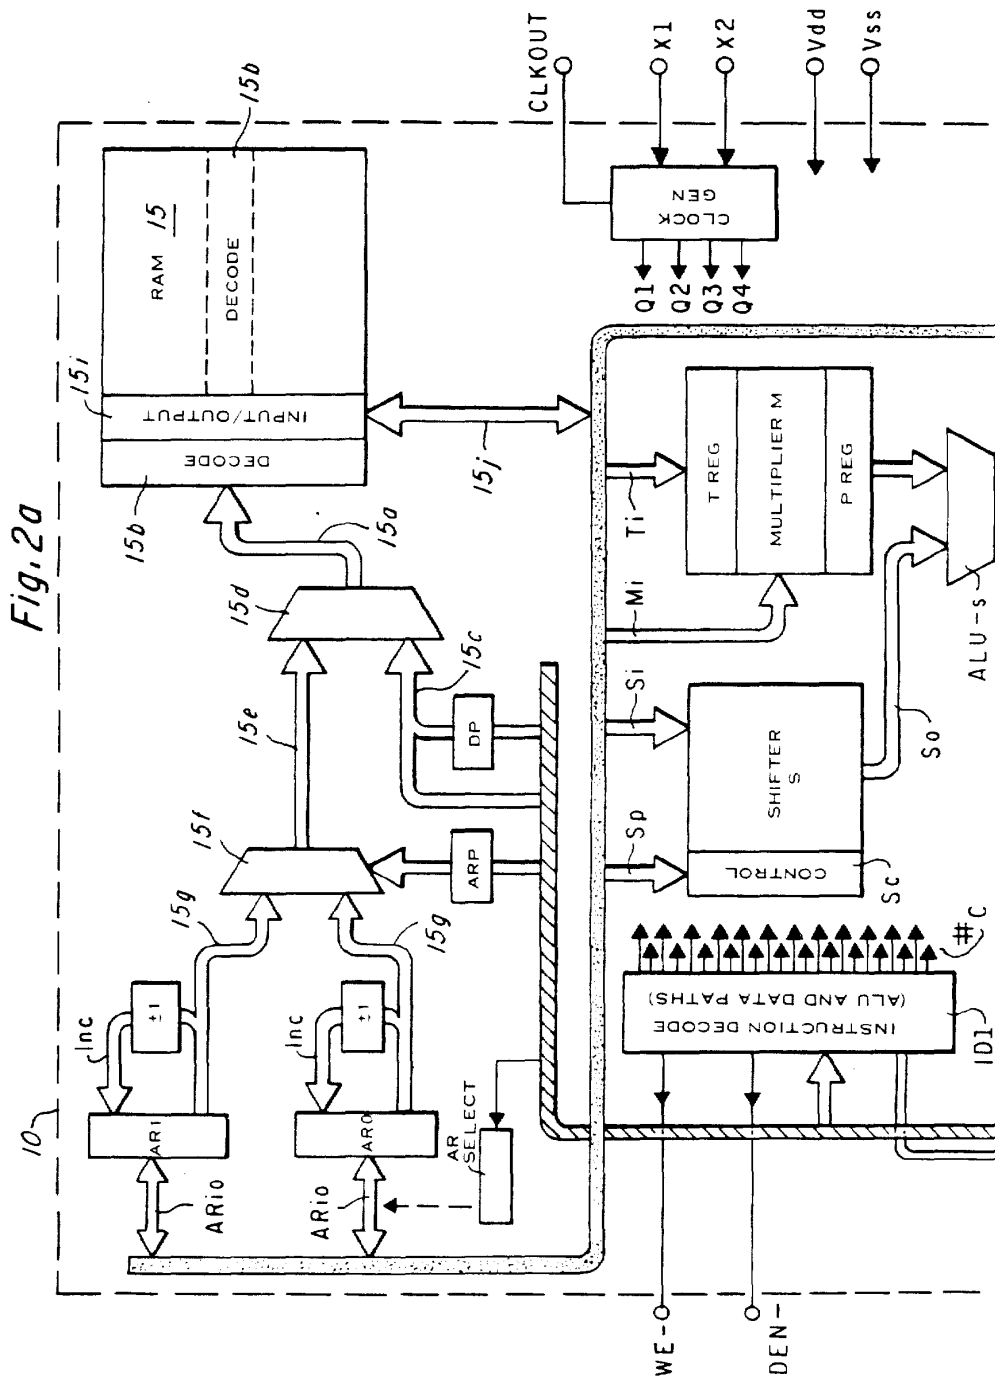 Fig. 2a
10
AR1
Inc
±1
15g
ARio
AR0
Inc
±1
15g
ARio
AR SELECT
15f
ARP
15e
15d
15c
DP
15a
15b
DECODE
15i
INPUT/OUTPUT
RAM 15
DECODE
15b
15j
CLKOUT
X1
X2
Vdd
Vss
CLOCK GEN
Q1
Q2
Q3
Q4
WE-
DEN-
INSTRUCTION DECODE
(ALU AND DATA PATHS)
ID1
#C
Sp
Si
Mi
Ti
CONTROL
Sc
SHIFTER
S
So
T REG
MULTIPLIER M
P REG
ALU-s